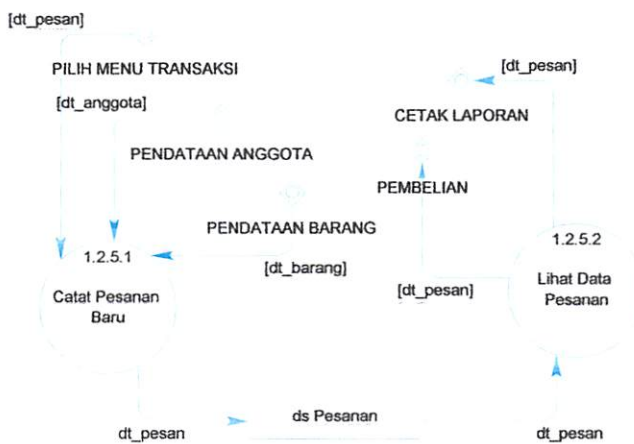 [dt_pesan]
PILIH MENU TRANSAKSI
[dt_pesan]
[dt_anggota]
CETAK LAPORAN
PENDATAAN ANGGOTA
PEMBELIAN
PENDATAAN BARANG
1.2.5.1
[dt_barang]
Catat Pesanan
Baru
[dt_pesan]
1.2.5.2
Lihat Data
Pesanan
dt_pesan
ds Pesanan
dt_pesan